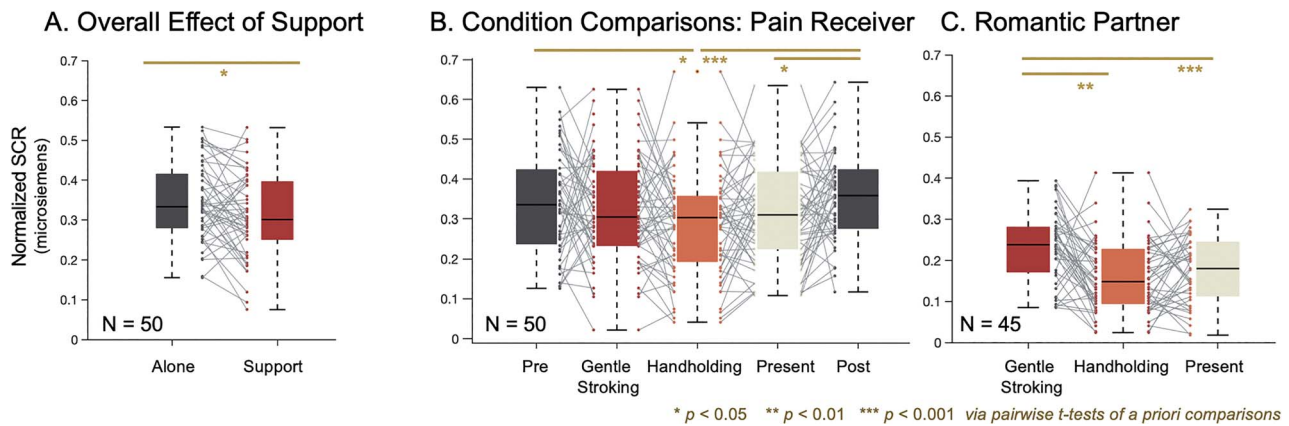 A. Overall Effect of Support
B. Condition Comparisons: Pain Receiver
C. Romantic Partner
Normalized SCR
(microsiemens)
0.7
0.6
0.5
0.4
0.3
0.2
0.1
0
*
N = 50
Alone
Support
0.7
0.6
0.5
0.4
0.3
0.2
0.1
0
*
***
*
N = 50
Pre
Gentle
Stroking
Handholding
Present
Post
0.7
0.6
0.5
0.4
0.3
0.2
0.1
0
***
**
N = 45
Gentle
Stroking
Handholding
Present
* p < 0.05 ** p < 0.01 *** p < 0.001 via pairwise t-tests of a priori comparisons